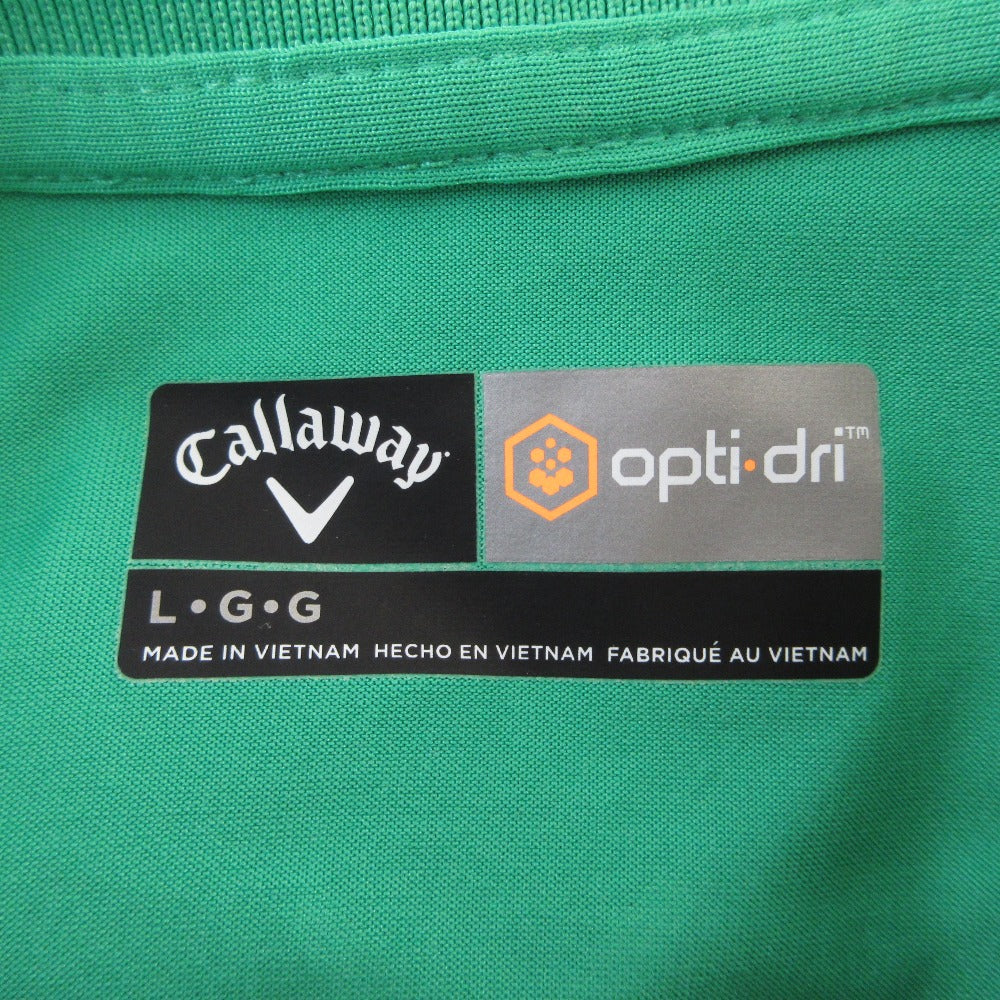 Callaway
opti·dri™
L•G•G
MADE IN VIETNAM HECHO EN VIETNAM FABRIQUÉ AU VIETNAM